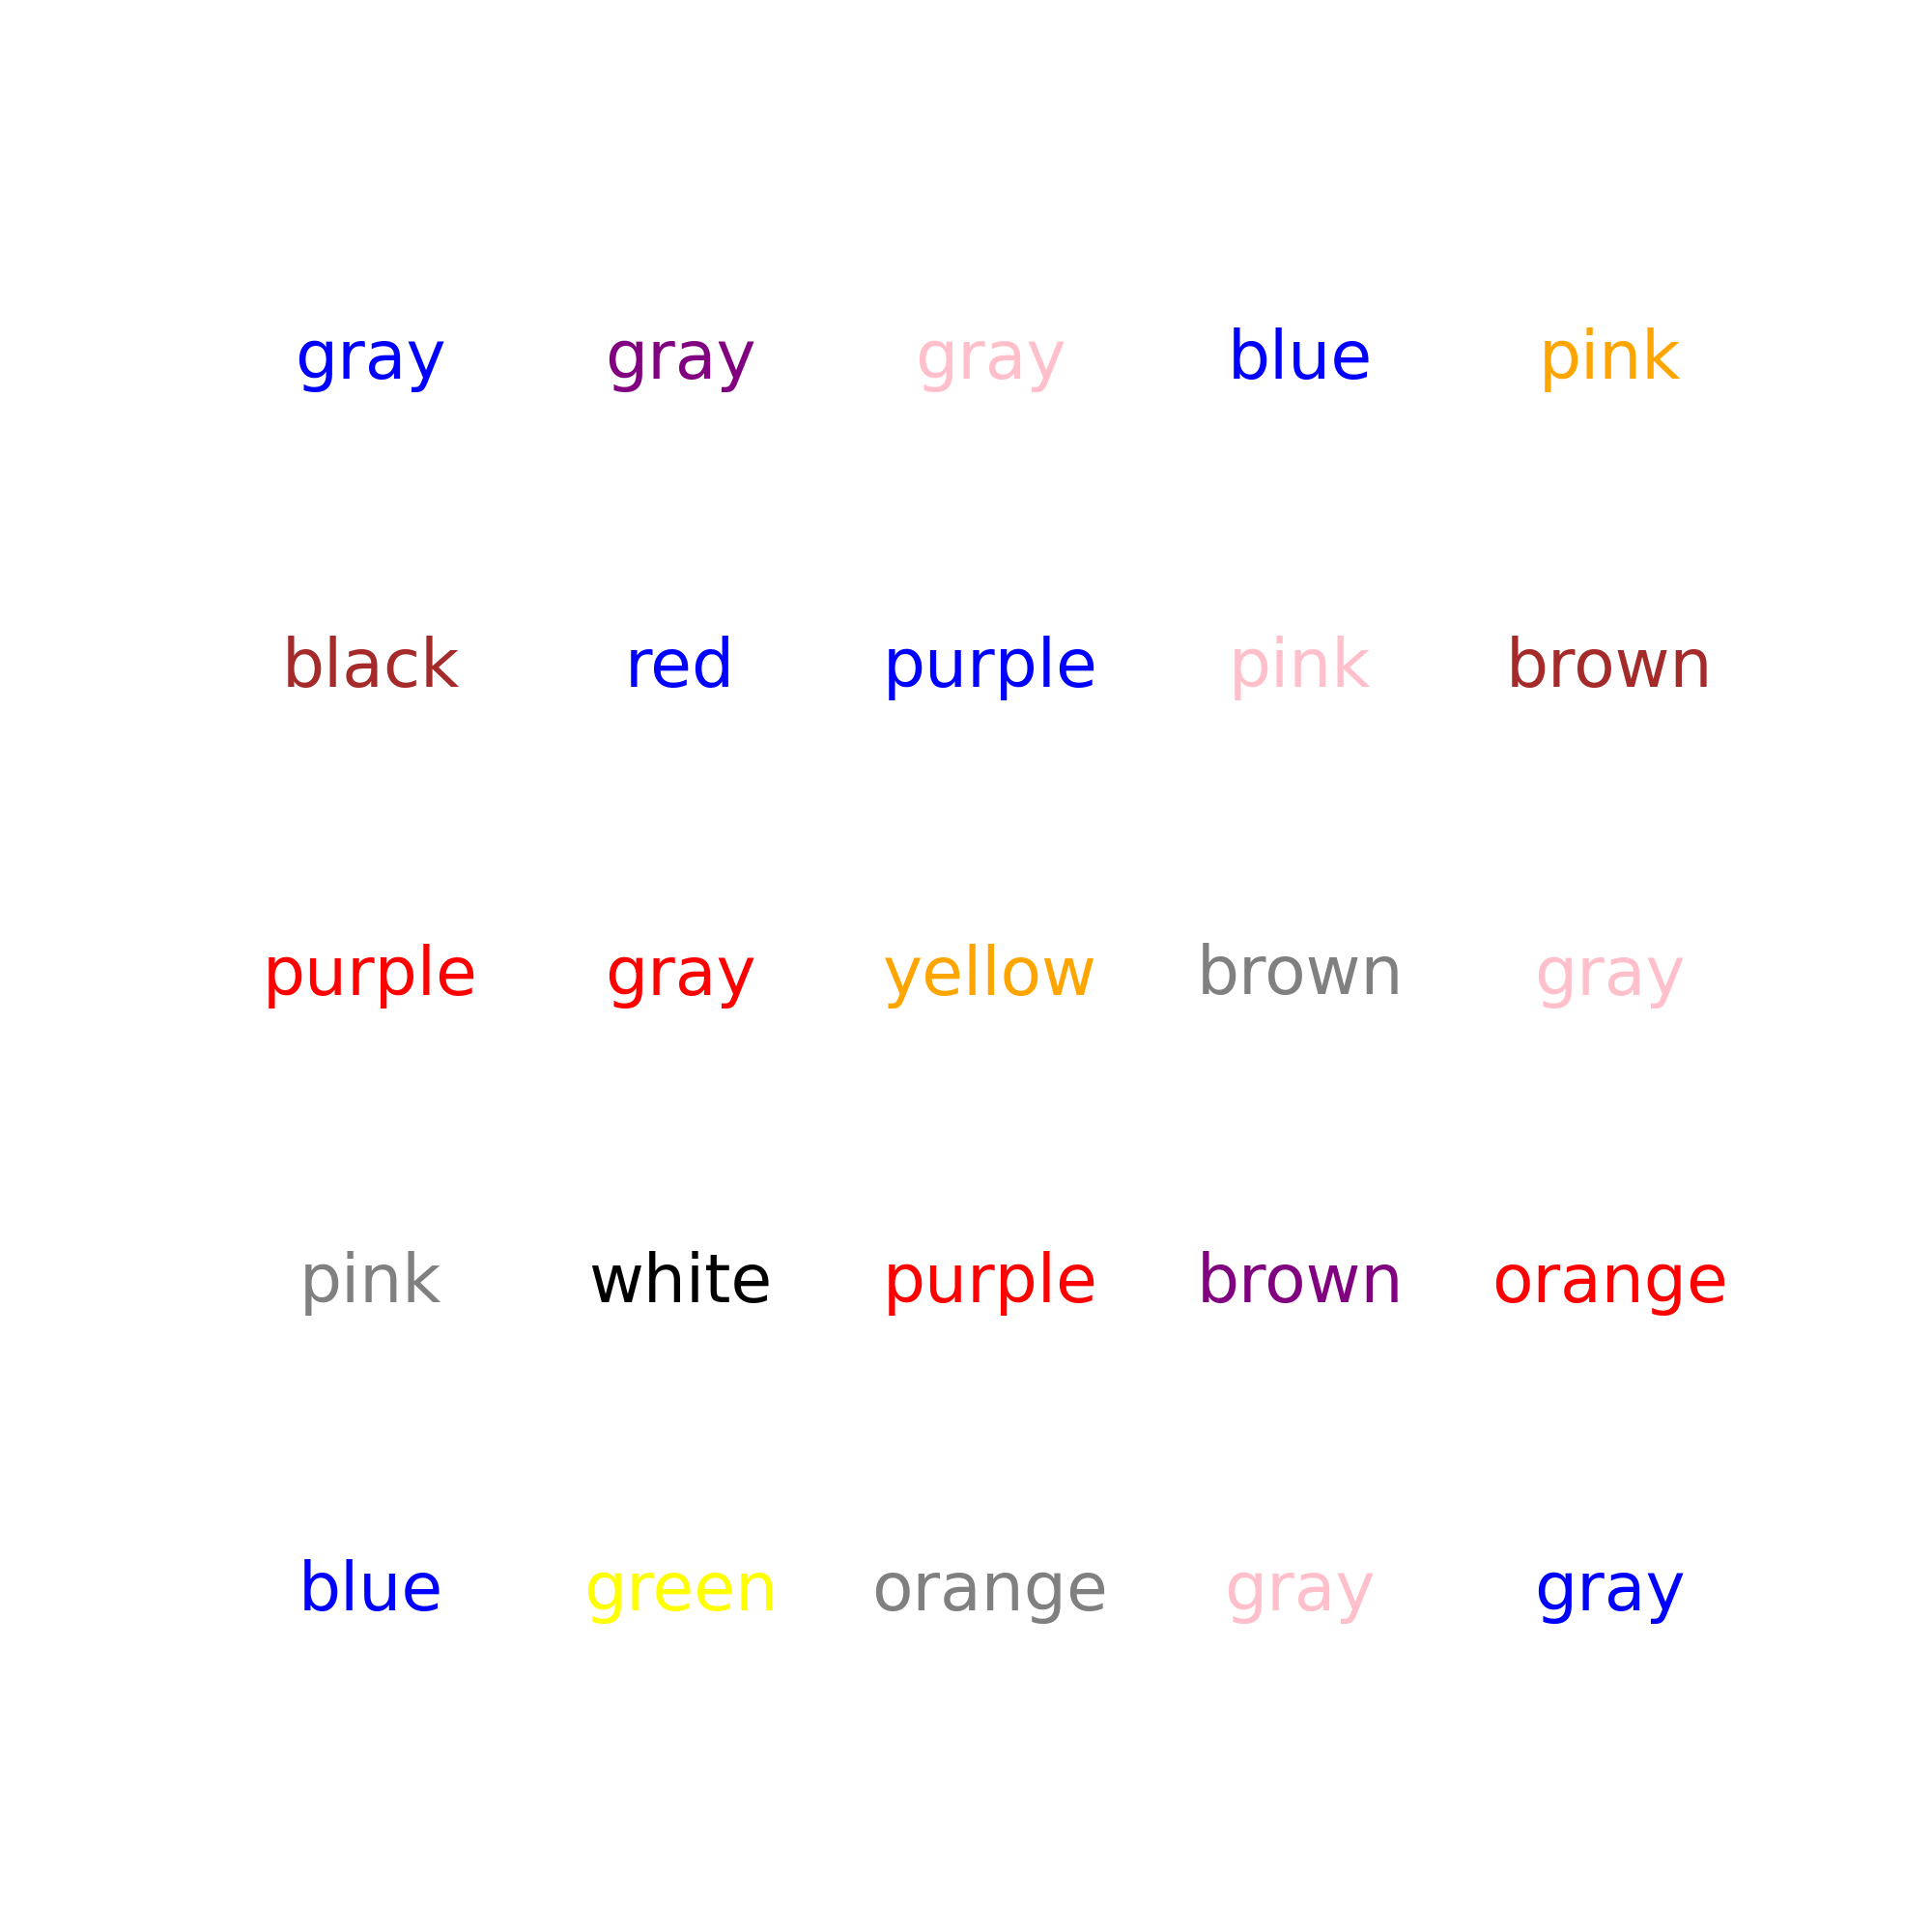 gray gray gray blue pink
black red purple pink brown
purple gray yellow brown gray
pink white purple brown orange
blue green orange gray gray